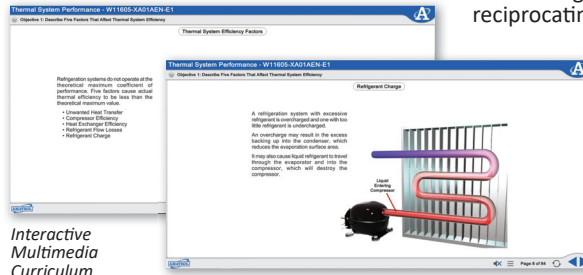 Thermal System Performance - W11605-XA01AEN-E1
Objective 1: Describe Five Factors That Affect Thermal System Efficiency
Thermal System Efficiency Factors
Refrigeration systems do not operate at the
theoretical maximum coefficient of
performance. Five factors cause actual
thermal efficiency to be less than the
theoretical maximum value.
• Unwanted Heat Transfer
• Compressor Efficiency
• Heat Exchanger Efficiency
• Refrigerant Flow Losses
• Refrigerant Charge
AMATROL
Thermal System Performance - W11605-XA01AEN-E1
Objective 1: Describe Five Factors That Affect Thermal System Efficiency
Refrigerant Charge
A refrigeration system with excessive
refrigerant is overcharged and one with too
little refrigerant is undercharged.
An overcharge may result in the excess
backing up into the condenser, which
reduces the evaporation surface area.
It may also cause liquid refrigerant to travel
through the evaporator and into the
compressor, which will destroy the
compressor.
Liquid
Entering
Compressor
AMATROL
Page 8 of 84
Interactive
Multimedia
Curriculum